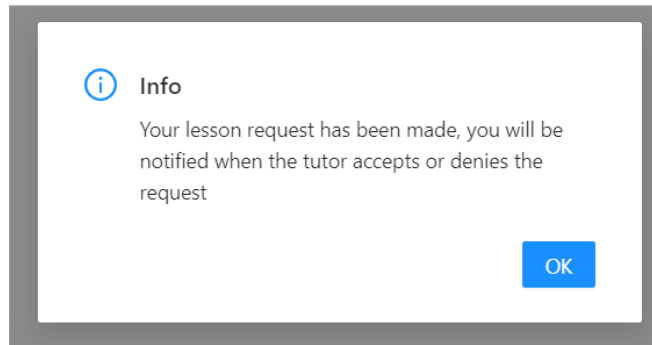 Info
Your lesson request has been made, you will be
notified when the tutor accepts or denies the
request
OK